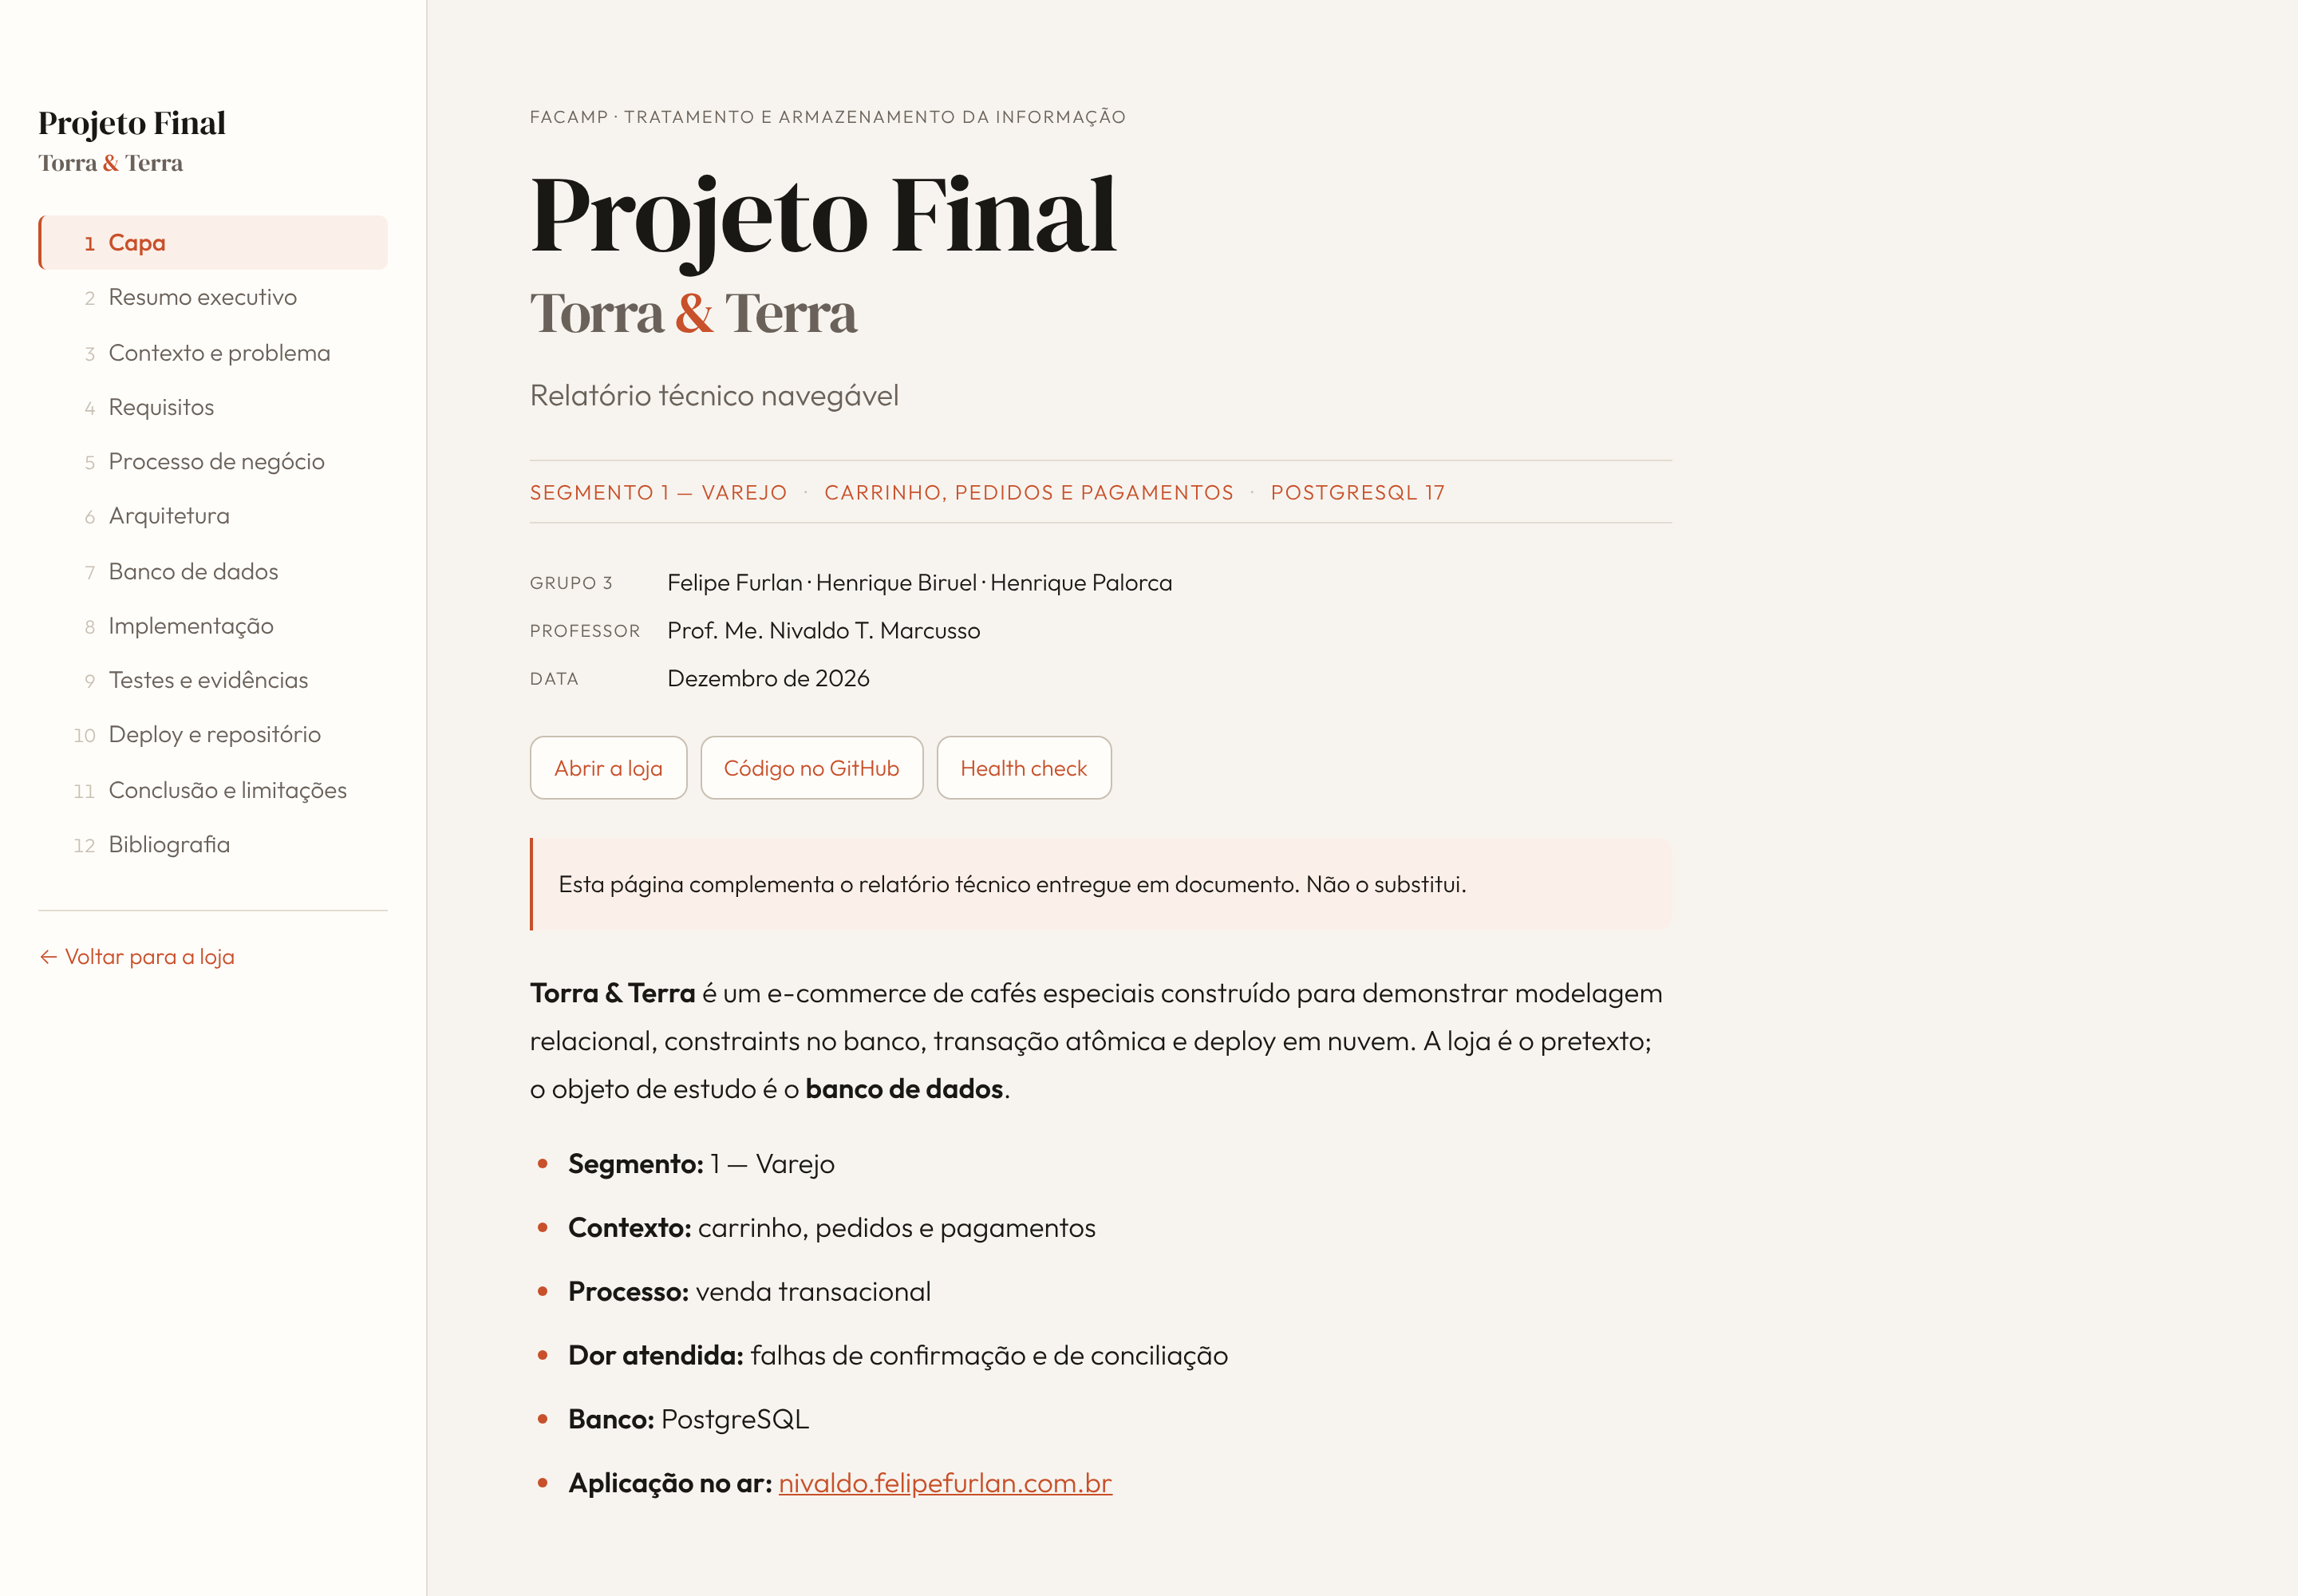 Projeto Final
Torra & Terra
1 Capa
2 Resumo executivo
3 Contexto e problema
4 Requisitos
5 Processo de negócio
6 Arquitetura
7 Banco de dados
8 Implementação
9 Testes e evidências
10 Deploy e repositório
11 Conclusão e limitações
12 Bibliografia
← Voltar para a loja
FACAMP · TRATAMENTO E ARMAZENAMENTO DA INFORMAÇÃO
Projeto Final
Torra & Terra
Relatório técnico navegável
SEGMENTO 1 — VAREJO · CARRINHO, PEDIDOS E PAGAMENTOS · POSTGRESQL 17
GRUPO 3 Felipe Furlan · Henrique Biruel · Henrique Palorca
PROFESSOR Prof. Me. Nivaldo T. Marcusso
DATA Dezembro de 2026
Abrir a loja Código no GitHub Health check
Esta página complementa o relatório técnico entregue em documento. Não o substitui.
Torra & Terra é um e-commerce de cafés especiais construído para demonstrar modelagem
relacional, constraints no banco, transação atômica e deploy em nuvem. A loja é o pretexto;
o objeto de estudo é o banco de dados.
• Segmento: 1 — Varejo
• Contexto: carrinho, pedidos e pagamentos
• Processo: venda transacional
• Dor atendida: falhas de confirmação e de conciliação
• Banco: PostgreSQL
• Aplicação no ar: nivaldo.felipefurlan.com.br